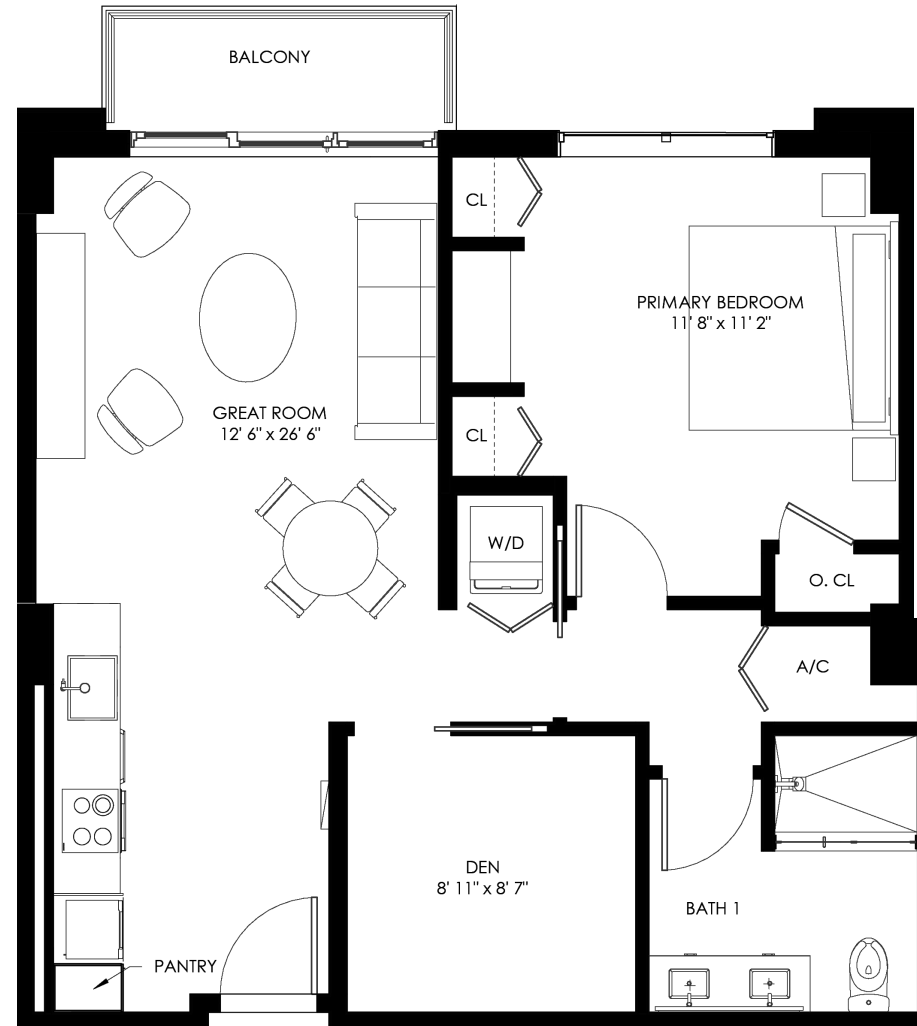 BALCONY
CL
PRIMARY BEDROOM
11' 8" x 11' 2"
GREAT ROOM
12' 6" x 26' 6"
CL
W/D
O. CL
A/C
DEN
8' 11" x 8' 7"
BATH 1
PANTRY